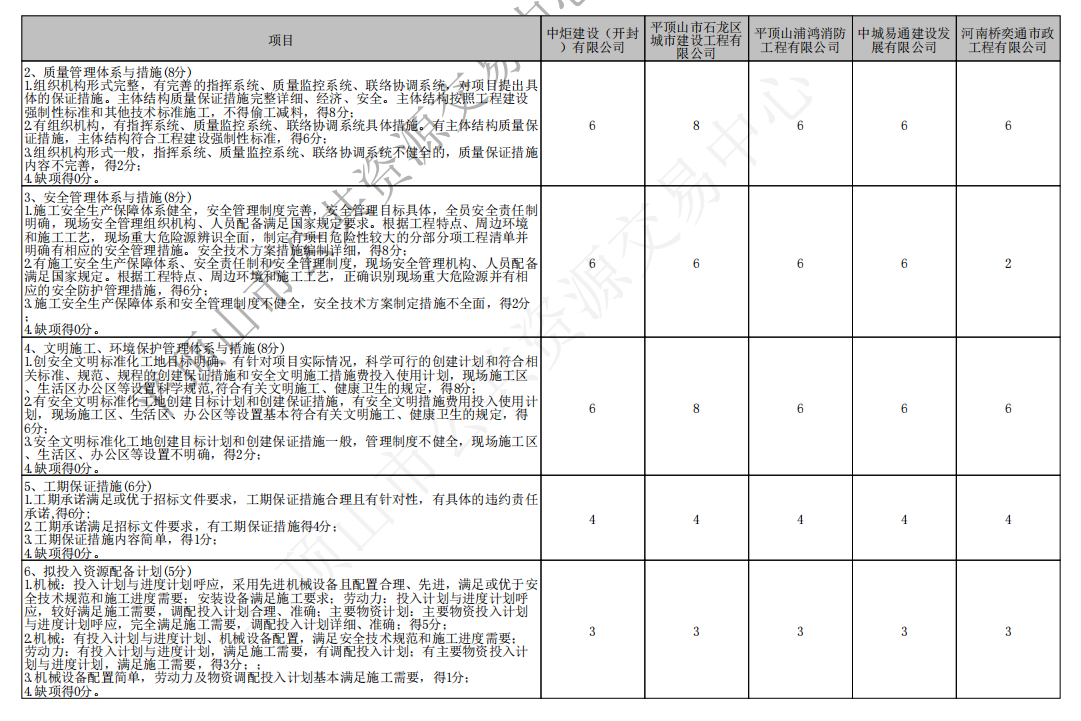 项目
中炬建设（开封
）有限公司
平顶山市石龙区
城市建设工程有
限公司
平顶山浦鸿消防
工程有限公司
中城易通建设发
展有限公司
河南桥奕通市政
工程有限公司
2、质量管理体系与措施(8分)
1.组织机构形式完整，有完善的指挥系统、质量监控系统、联络协调系统，对项目提出具
体的保证措施。主体结构质量保证措施完整详细、经济、安全。主体结构按照工程建设
强制性标准和其他技术标准施工，不得偷工减料，得8分；
2.有组织机构，有指挥系统、质量监控系统、联络协调系统具体措施。有主体结构质量保
证措施，主体结构符合工程建设强制性标准，得6分；
3.组织机构形式一般，指挥系统、质量监控系统、联络协调系统不健全的，质量保证措施
内容不完善，得2分；
4.缺项得0分。
6 8 6 6 6
3、安全管理体系与措施(8分)
1.施工安全生产保障体系健全，安全管理制度完善，安全管理目标具体，全员安全责任制
明确，现场安全管理组织机构、人员配备满足国家规定要求。根据工程特点、周边环境
和施工工艺，现场重大危险源辨识全面，制定有项目危险性较大的分部分项工程清单并
明确有相应的安全管理措施。安全技术方案措施编制详细，得8分；
2.有施工安全生产保障体系、安全责任制和安全管理制度，现场安全管理机构、人员配备
满足国家规定。根据工程特点、周边环境和施工工艺，正确识别现场重大危险源并有相
应的安全防护管理措施，得6分；
3.施工安全生产保障体系和安全管理制度不健全，安全技术方案制定措施不全面，得2分
；
4.缺项得0分。
6 6 6 6 2
4、文明施工、环境保护管理体系与措施(8分)
1.创安全文明标准化工地目标明确，有针对项目实际情况，科学可行的创建计划和符合相
关标准、规范、规程的创建保证措施和安全文明施工措施费投入使用计划，现场施工区
、生活区办公区等设置科学规范,符合有关文明施工、健康卫生的规定，得8分；
2.有安全文明标准化工地创建目标计划和创建保证措施，有安全文明措施费用投入使用计
划，现场施工区、生活区、办公区等设置基本符合有关文明施工、健康卫生的规定，得
6分；
3.安全文明标准化工地创建目标计划和创建保证措施一般，管理制度不健全，现场施工区
、生活区、办公区等设置不明确，得2分；
4.缺项得0分。
6 8 6 6 6
5、工期保证措施(6分)
1.工期承诺满足或优于招标文件要求，工期保证措施合理且有针对性，有具体的违约责任
承诺,得6分；
2.工期承诺满足招标文件要求，有工期保证措施得4分；
3.工期保证措施内容简单，得1分；
4.缺项得0分。
4 4 4 4 4
6、拟投入资源配备计划(5分)
1.机械：投入计划与进度计划呼应，采用先进机械设备且配置合理、先进，满足或优于安
全技术规范和施工进度需要；安装设备满足施工要求；劳动力：投入计划与进度计划呼
应，较好满足施工需要，调配投入计划合理、准确；主要物资计划：主要物资投入计划
与进度计划呼应，完全满足施工需要，调配投入计划详细、准确；得5分；
2.机械：有投入计划与进度计划、机械设备配置，满足安全技术规范和施工进度需要；
劳动力：有投入计划与进度计划，满足施工需要，有调配投入计划；有主要物资投入计
划与进度计划，满足施工需要，得3分；；
3.机械设备配置简单，劳动力及物资调配投入计划基本满足施工需要，得1分；
4.缺项得0分。
3 3 3 3 3
平顶山市公共资源交易中心
顶山市公共资源交易中心